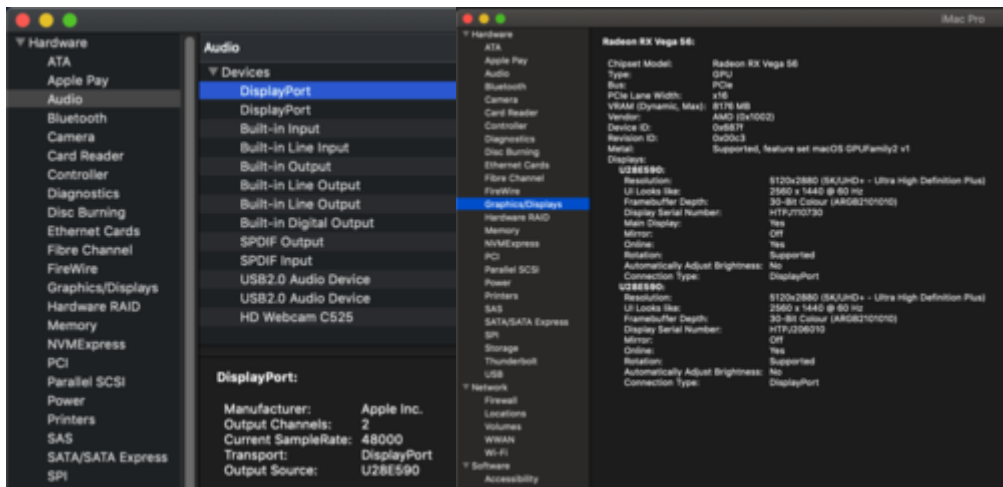 Hardware
ATA
Apple Pay
Audio
Bluetooth
Camera
Card Reader
Controller
Diagnostics
Disc Burning
Ethernet Cards
Fibre Channel
FireWire
Graphics/Displays
Hardware RAID
Memory
NVMExpress
PCI
Parallel SCSI
Power
Printers
SAS
SATA/SATA Express
SPI
Audio
Devices
DisplayPort
DisplayPort
Built-in Input
Built-in Line Input
Built-in Output
Built-in Line Output
Built-in Line Output
Built-in Digital Output
SPDIF Output
SPDIF Input
USB2.0 Audio Device
USB2.0 Audio Device
HD Webcam C525
DisplayPort:
Manufacturer: Apple Inc.
Output Channels: 2
Current SampleRate: 48000
Transport: DisplayPort
Output Source: U28E590
iMac Pro
Hardware
ATA
Apple Pay
Audio
Bluetooth
Camera
Card Reader
Controller
Diagnostics
Disc Burning
Ethernet Cards
Fibre Channel
FireWire
Graphics/Displays
Hardware RAID
Memory
NVMExpress
PCI
Parallel SCSI
Power
Printers
SAS
SATA/SATA Express
SPI
Storage
Thunderbolt
USB
Network
Firewall
Locations
Volumes
WWAN
Wi-Fi
Software
Accessibility
Radeon RX Vega 56:
Chipset Model: Radeon RX Vega 56
Type: GPU
Bus: PCIe
PCIe Lane Width: x16
VRAM (Dynamic, Max): 8176 MB
Vendor: AMD (0x1002)
Device ID: 0x687f
Revision ID: 0x00c3
Metal: Supported, feature set macOS GPUFamily2 v1
Displays:
U28E590:
Resolution: 5120x2880 (5K/UHD+ - Ultra High Definition Plus)
UI Looks like: 2560 x 1440 @ 60 Hz
Framebuffer Depth: 30-Bit Colour (ARGB2101010)
Display Serial Number: HTPJ110730
Main Display: Yes
Mirror: Off
Online: Yes
Rotation: Supported
Automatically Adjust Brightness: No
Connection Type: DisplayPort
U28E590:
Resolution: 5120x2880 (5K/UHD+ - Ultra High Definition Plus)
UI Looks like: 2560 x 1440 @ 60 Hz
Framebuffer Depth: 30-Bit Colour (ARGB2101010)
Display Serial Number: HTPJ206010
Mirror: Off
Online: Yes
Rotation: Supported
Automatically Adjust Brightness: No
Connection Type: DisplayPort